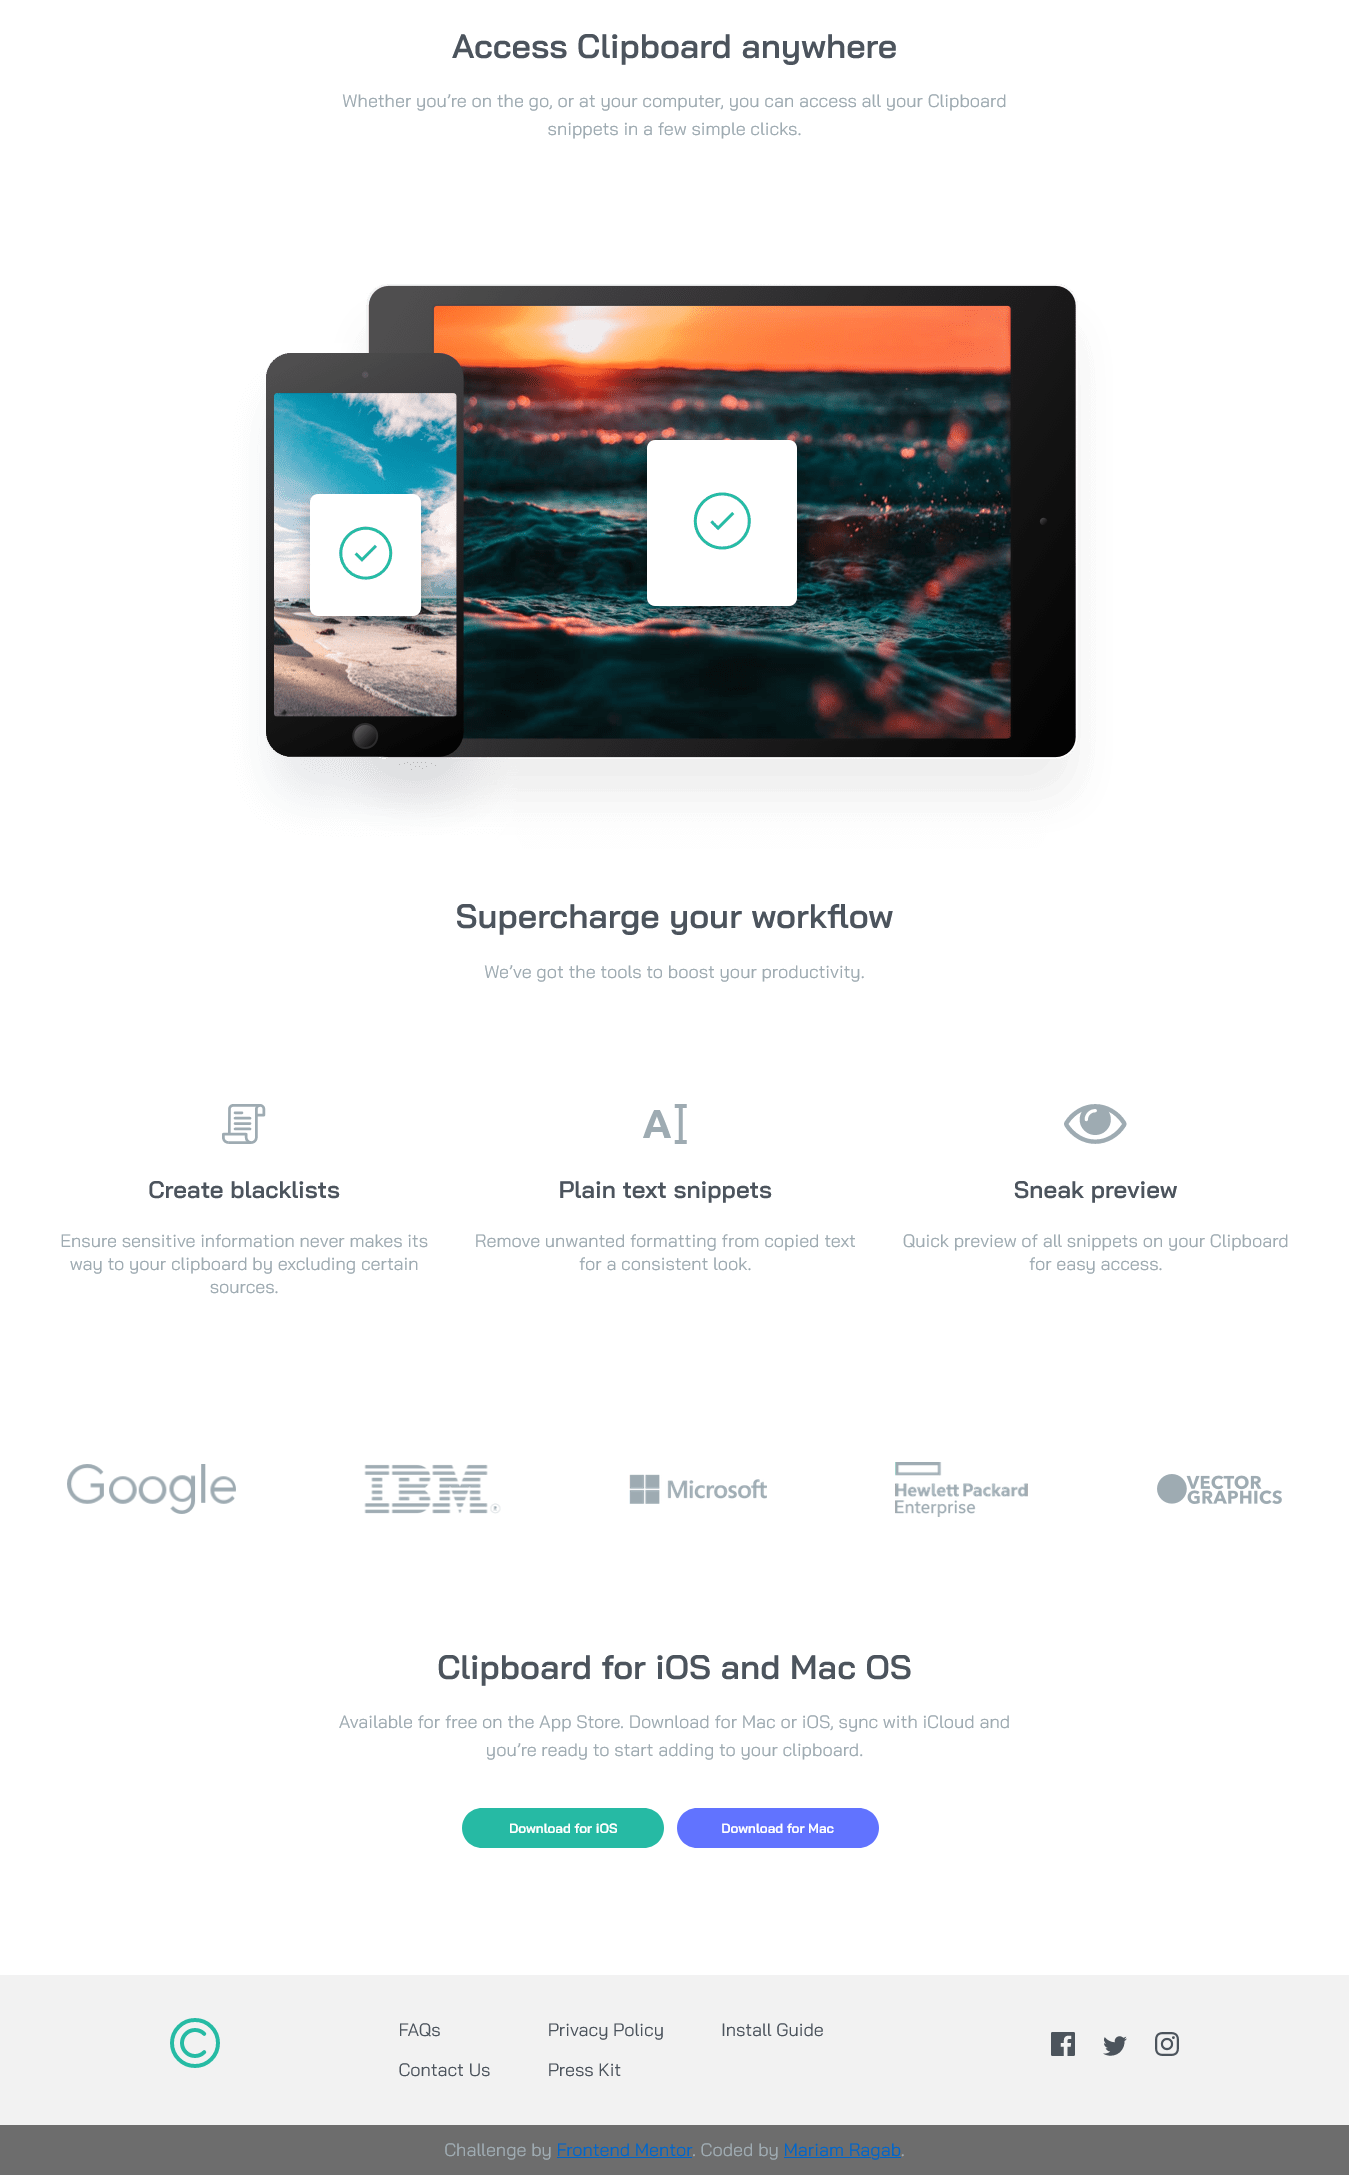 Access Clipboard anywhere
Whether you’re on the go, or at your computer, you can access all your Clipboard
snippets in a few simple clicks.
Supercharge your workflow
We’ve got the tools to boost your productivity.
A
Create blacklists
Ensure sensitive information never makes its
way to your clipboard by excluding certain
sources.
Plain text snippets
Remove unwanted formatting from copied text
for a consistent look.
Sneak preview
Quick preview of all snippets on your Clipboard
for easy access.
Google
IBM®
Microsoft
Hewlett Packard
Enterprise
VECTOR
GRAPHICS
Clipboard for iOS and Mac OS
Available for free on the App Store. Download for Mac or iOS, sync with iCloud and
you’re ready to start adding to your clipboard.
Download for iOS
Download for Mac
FAQs
Contact Us
Privacy Policy
Press Kit
Install Guide
Challenge by Frontend Mentor. Coded by Mariam Ragab.